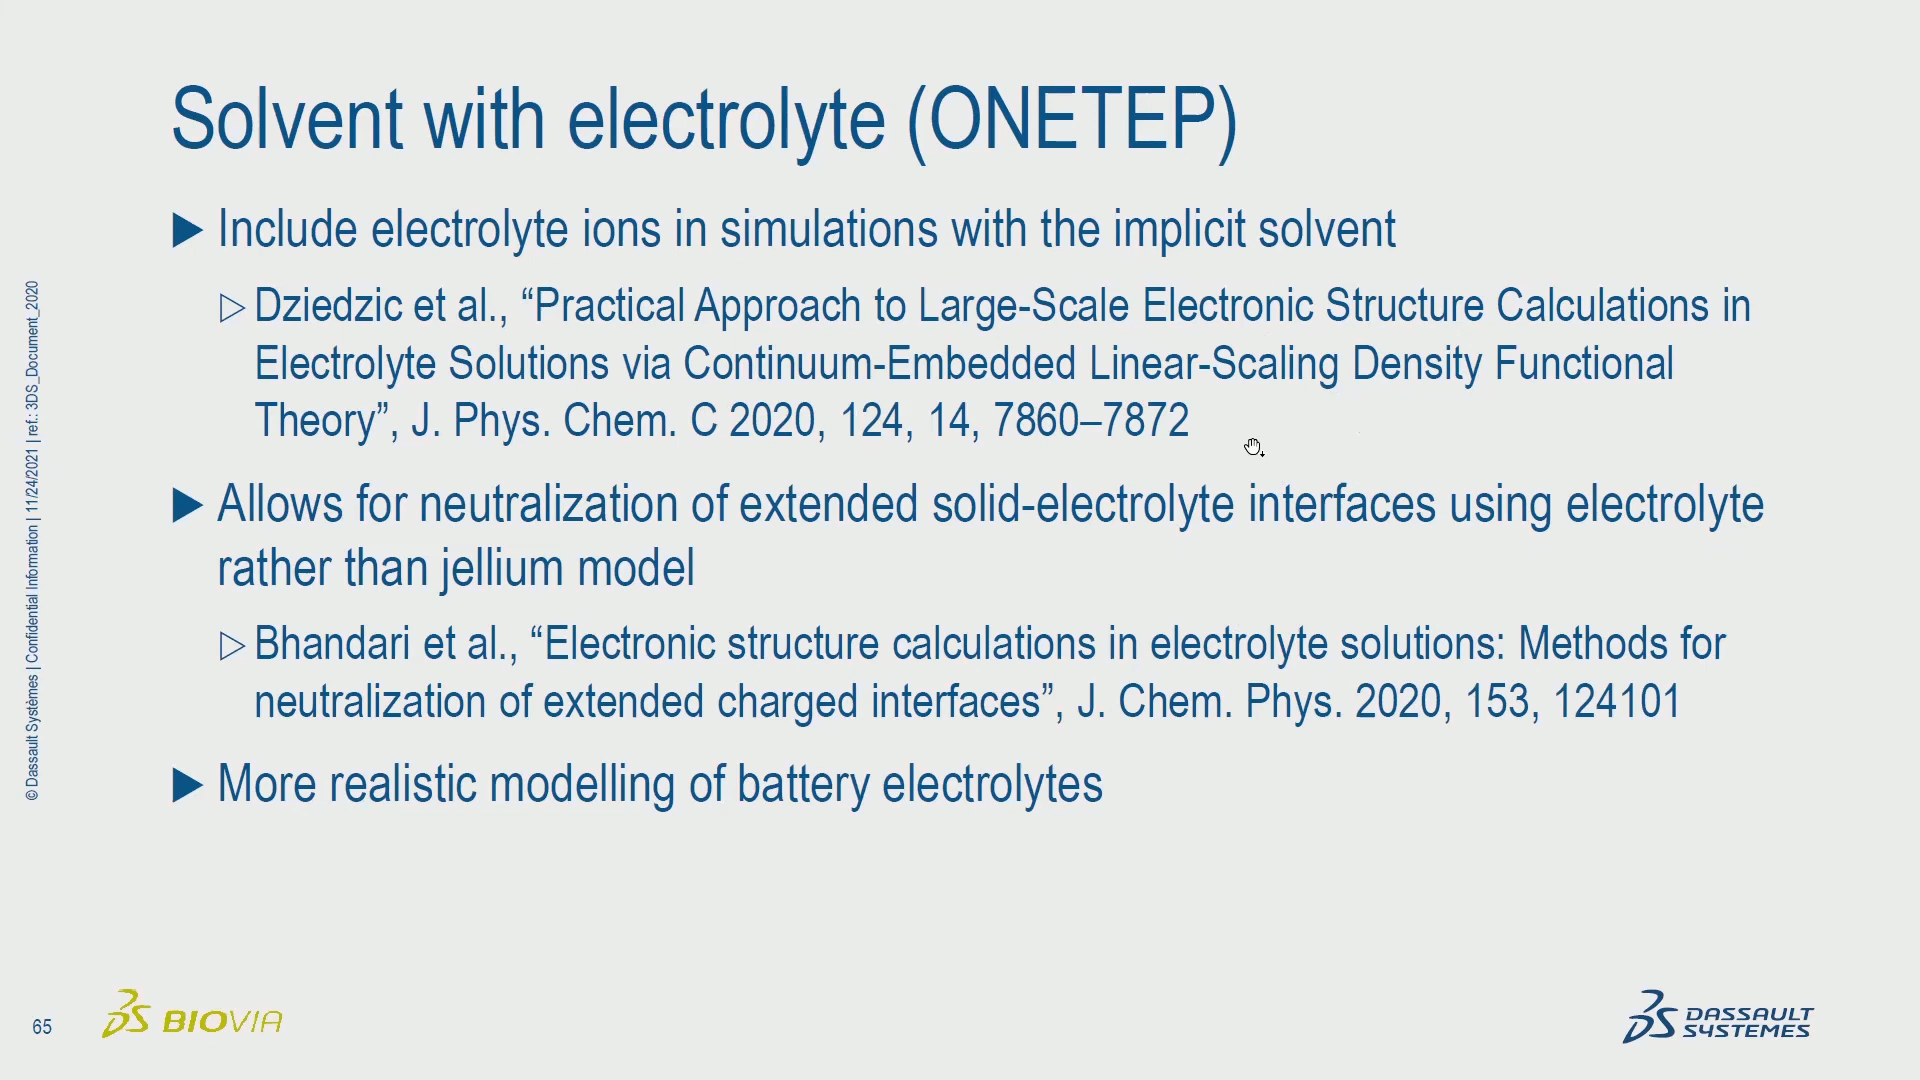 Solvent with electrolyte (ONETEP)
Include electrolyte ions in simulations with the implicit solvent
Dziedzic et al., “Practical Approach to Large-Scale Electronic Structure Calculations in
Electrolyte Solutions via Continuum-Embedded Linear-Scaling Density Functional
Theory”, J. Phys. Chem. C 2020, 124, 14, 7860–7872
Allows for neutralization of extended solid-electrolyte interfaces using electrolyte
rather than jellium model
Bhandari et al., “Electronic structure calculations in electrolyte solutions: Methods for
neutralization of extended charged interfaces”, J. Chem. Phys. 2020, 153, 124101
More realistic modelling of battery electrolytes
© Dassault Systèmes | Confidential Information | 11/24/2021 | ref.: 3DS_Document_2020
65
3DS BIOVIA
3DS DASSAULT
SYSTEMES